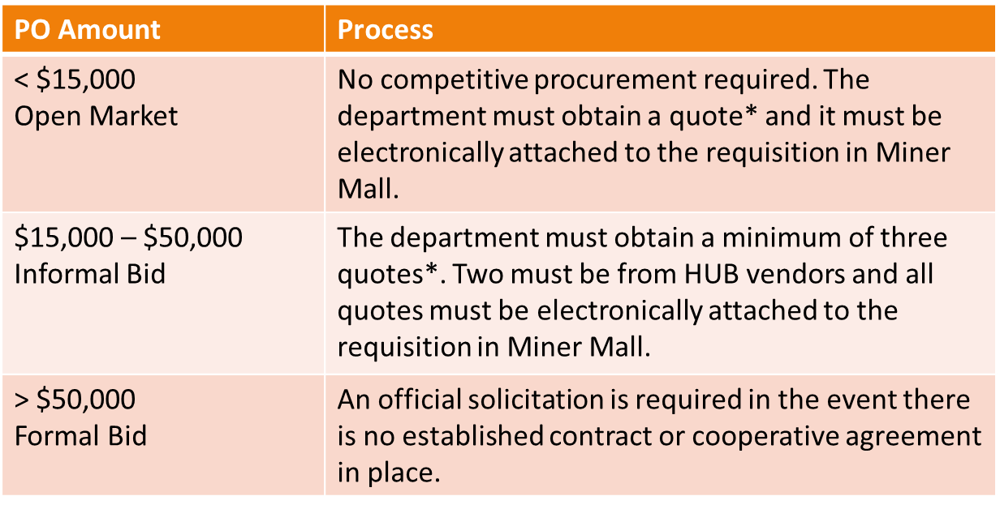 PO Amount
Process
< $15,000
Open Market
No competitive procurement required. The
department must obtain a quote* and it must be
electronically attached to the requisition in Miner
Mall.
$15,000 – $50,000
Informal Bid
The department must obtain a minimum of three
quotes*. Two must be from HUB vendors and all
quotes must be electronically attached to the
requisition in Miner Mall.
> $50,000
Formal Bid
An official solicitation is required in the event there
is no established contract or cooperative agreement
in place.